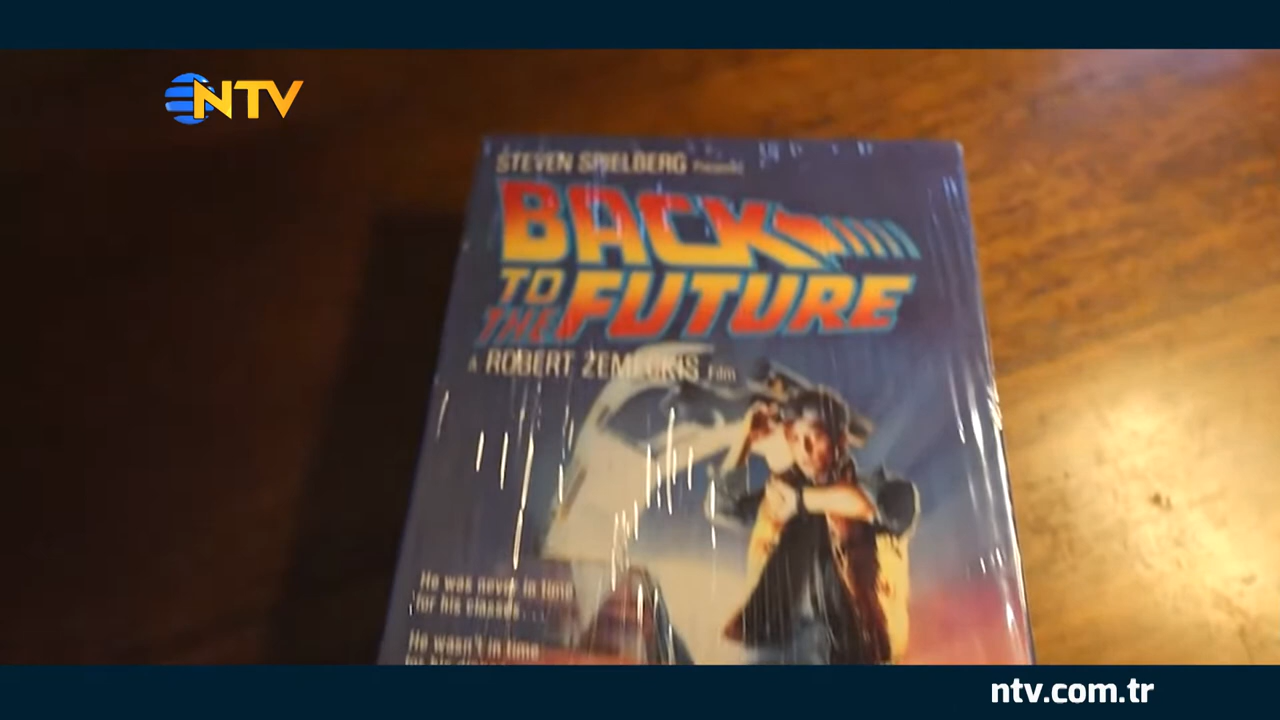 NTV
STEVEN SPIELBERG Presents
BACK
TO
THE FUTURE
A ROBERT ZEMECKIS Film
He was never in time
for his classes...
He wasn't in time
ntv.com.tr